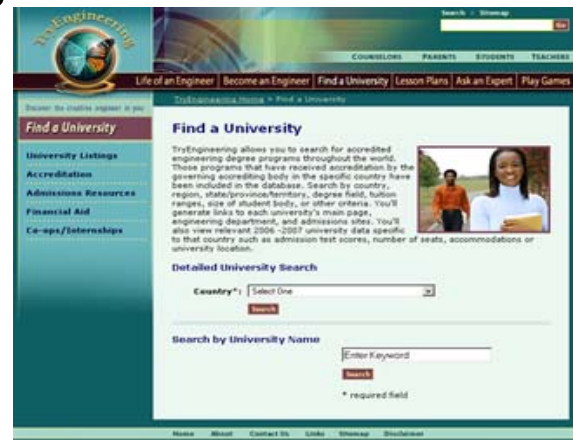 Search • Sitemap
Go
TryEngineering
COUNSELORS PARENTS STUDENTS TEACHERS
Life of an Engineer | Become an Engineer | Find a University | Lesson Plans | Ask an Expert | Play Games
Discover the creative engineer in you
TryEngineering Home > Find a University
Find a University
University Listings
Accreditation
Admissions Resources
Financial Aid
Co-ops/Internships
Find a University
TryEngineering allows you to search for accredited
engineering degree programs throughout the world.
Those programs that have received accreditation by the
governing accrediting body in the specific country have
been included in the database. Search by country,
region, state/province/territory, degree field, tuition
ranges, size of student body, or other criteria. You'll
generate links to each university's main page,
engineering department, and admissions sites. You'll
also view relevant 2006 -2007 university data specific
to that country such as admission test scores, number of seats, accommodations or
university location.
Detailed University Search
Country*: Select One
Search
Search by University Name
Enter Keyword
Search
* required field
Home About Contact Us Links Sitemap Disclaimer